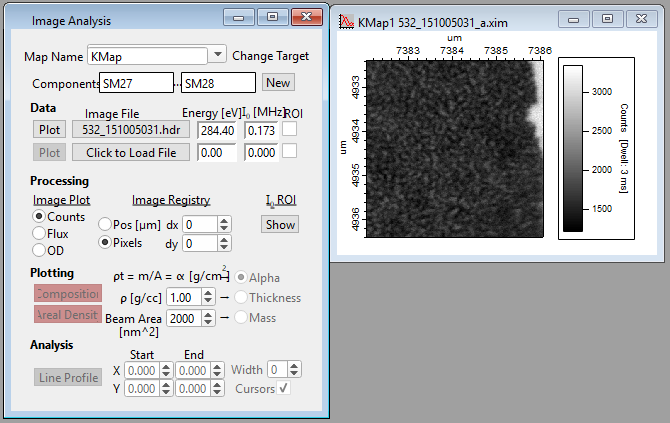 Image Analysis
Map Name KMap Change Target
Components SM27 ... SM28 New
Data
Image File Energy [eV] I₀ [MHz] ROI
Plot 532_151005031.hdr 284.40 0.173
Plot Click to Load File 0.00 0.000
Processing
Image Plot Image Registry I₀ ROI
Counts
Flux
OD
Pos [µm] dx 0
Pixels dy 0
Show
Plotting
Composition
Areal Densit
ρt = m/A = α [g/cm²]
Alpha
ρ [g/cc] 1.00 → Thickness
Beam Area 2000 → Mass
[nm^2]
Analysis
Start End
Line Profile
X 0.000 0.000 Width 0
Y 0.000 0.000 Cursors
KMap1 532_151005031_a.xim
um
7383 7384 7385 7386
um
4933
4934
4935
4936
3000
2500
2000
1500
Counts [Dwell: 3 ms]